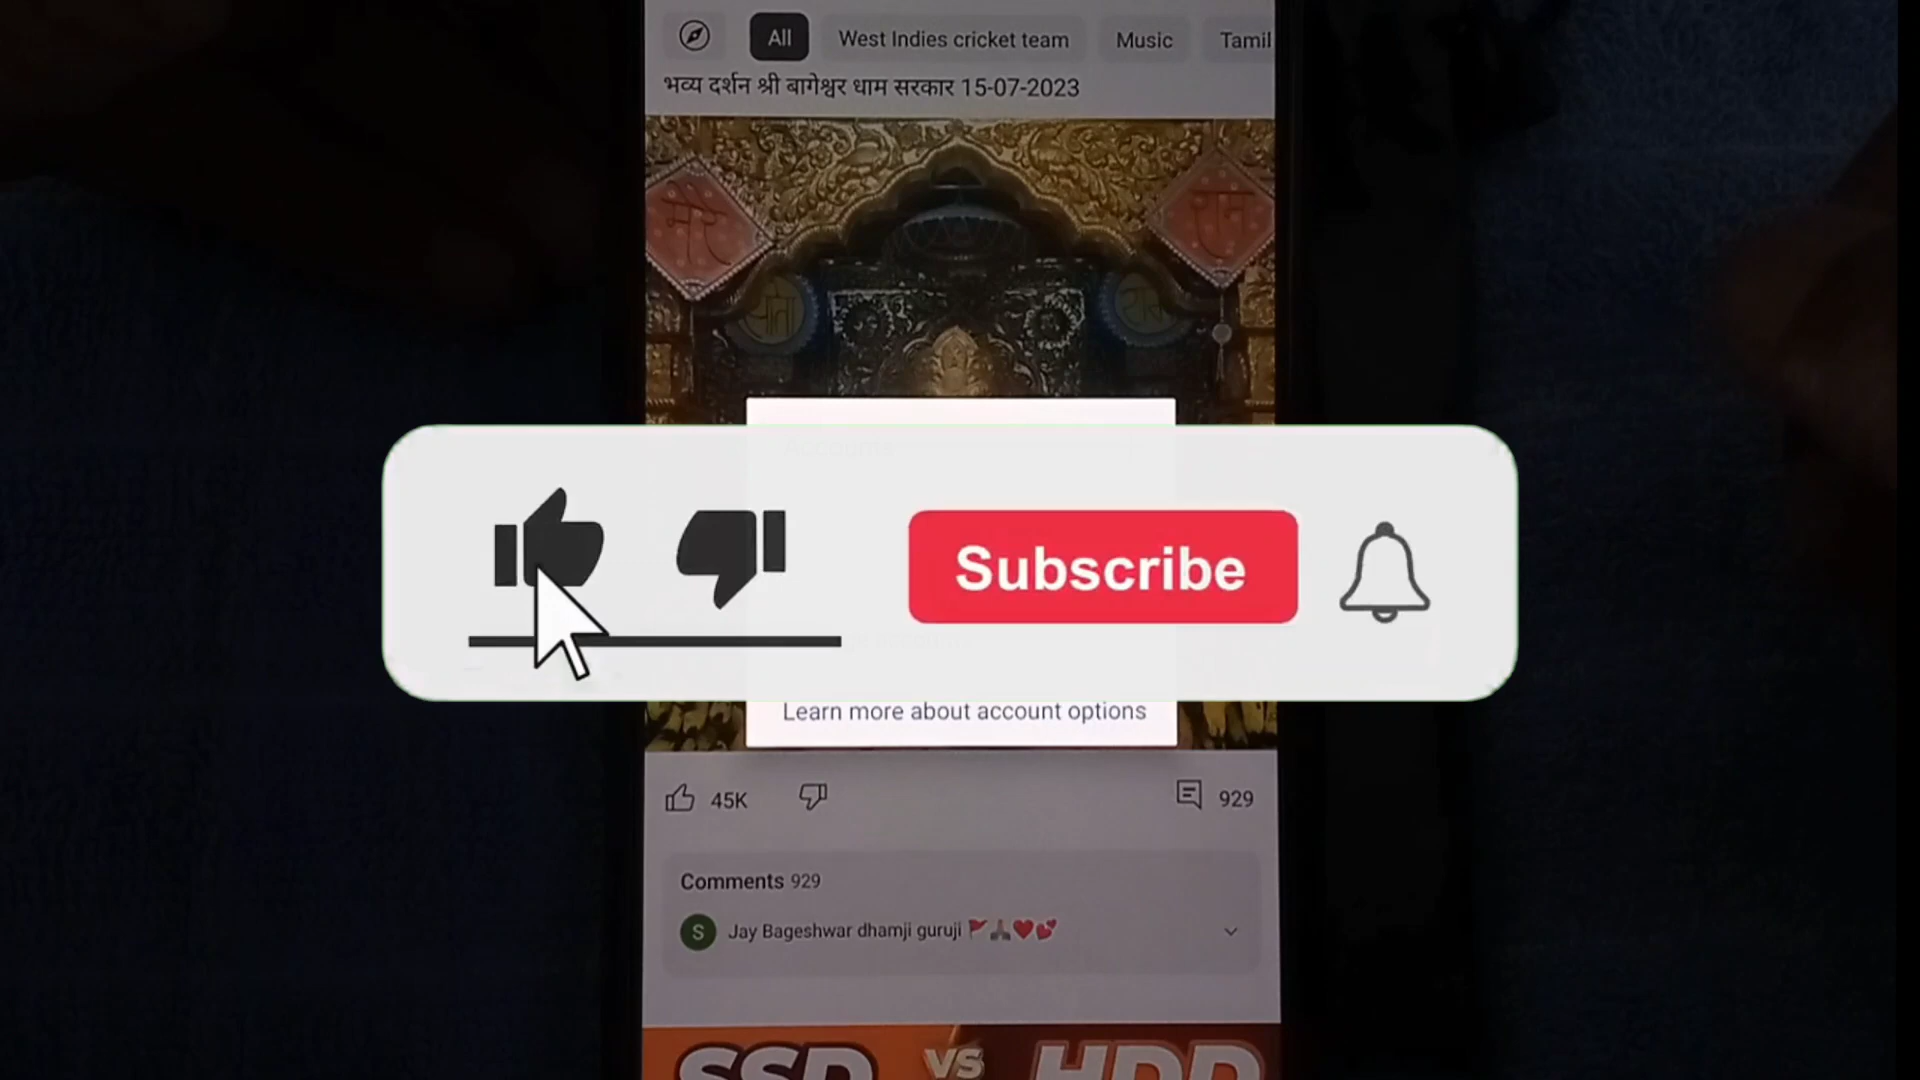 All West Indies cricket team Music Tamil
भव्य दर्शन श्री बागेश्वर धाम सरकार 15-07-2023
Accounts
Subscribe
Learn more about account options
45K 929
Comments 929
S Jay Bageshwar dhamji guruji 🚩🙏❤️💕
SSD VS HDD